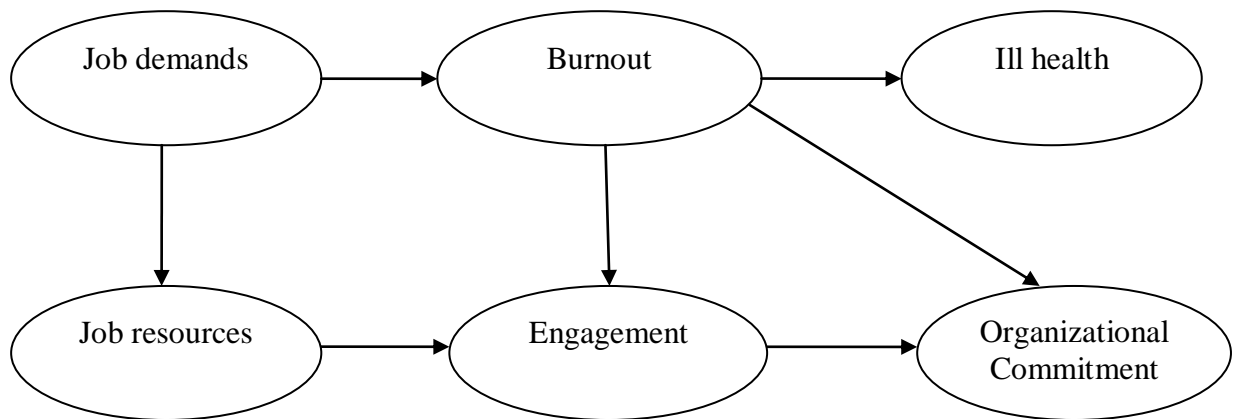 Job demands
Burnout
Ill health
Job resources
Engagement
Organizational
Commitment